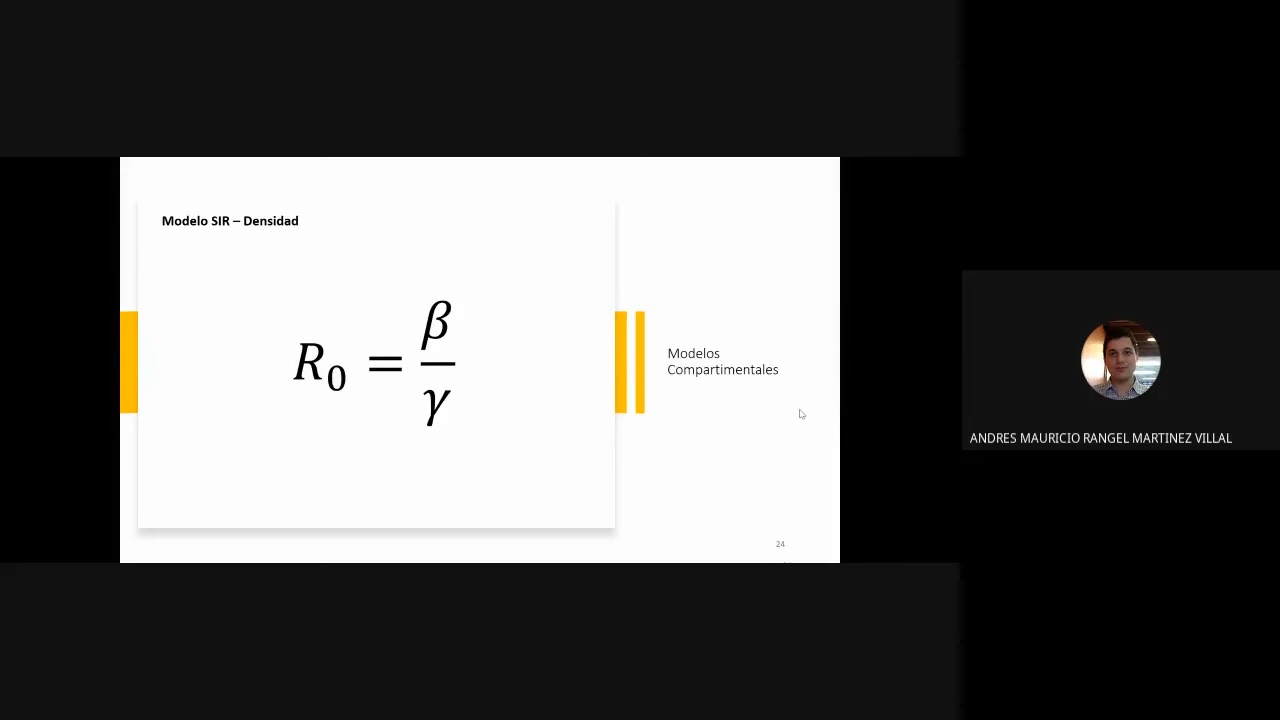 Modelo SIR – Densidad
R₀ = β/γ
Modelos
Compartimentales
24
ANDRES MAURICIO RANGEL MARTINEZ VILLAL